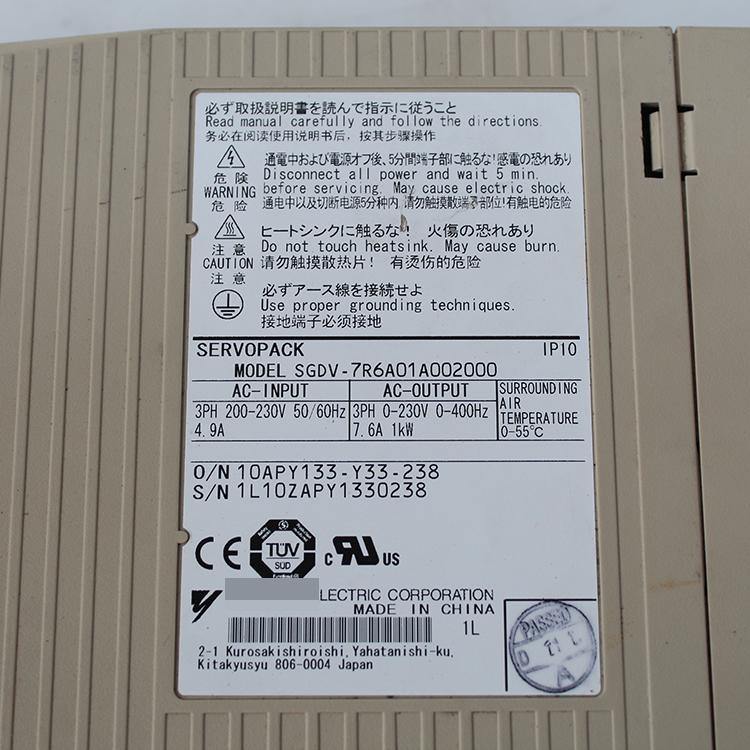 必ず取扱説明書を読んで指示に従うこと
Read manual carefully and follow the directions.
务必在阅读使用说明书后，按其步骤操作
危険
WARNING
危险
通電中および電源オフ後、5分間端子部に触るな!感電の恐れあり
Disconnect all power and wait 5 min.
before servicing. May cause electric shock.
通电中以及切断电源5分种内,请勿触摸散端子部位!有触电的危险
注意
CAUTION
注意
ヒートシンクに触るな! 火傷の恐れあり
Do not touch heatsink. May cause burn.
请勿触摸散热片! 有烫伤的危险
必ずアース線を接続せよ
Use proper grounding techniques.
接地端子必须接地
SERVOPACK IP10
MODEL SGDV-7R6A01A002000
AC-INPUT
3PH 200-230V 50/60Hz
4.9A
AC-OUTPUT
3PH 0-230V 0-400Hz
7.6A 1kW
SURROUNDING
AIR
TEMPERATURE
0-55℃
O/N 10APY133-Y33-238
S/N 1L10ZAPY1330238
CE
TÜV
SÜD
c RU US
LECTRIC CORPORATION
MADE IN CHINA
1L
2-1 Kurosakishiroishi, Yahatanishi-ku,
Kitakyusyu 806-0004 Japan
PASSED
A